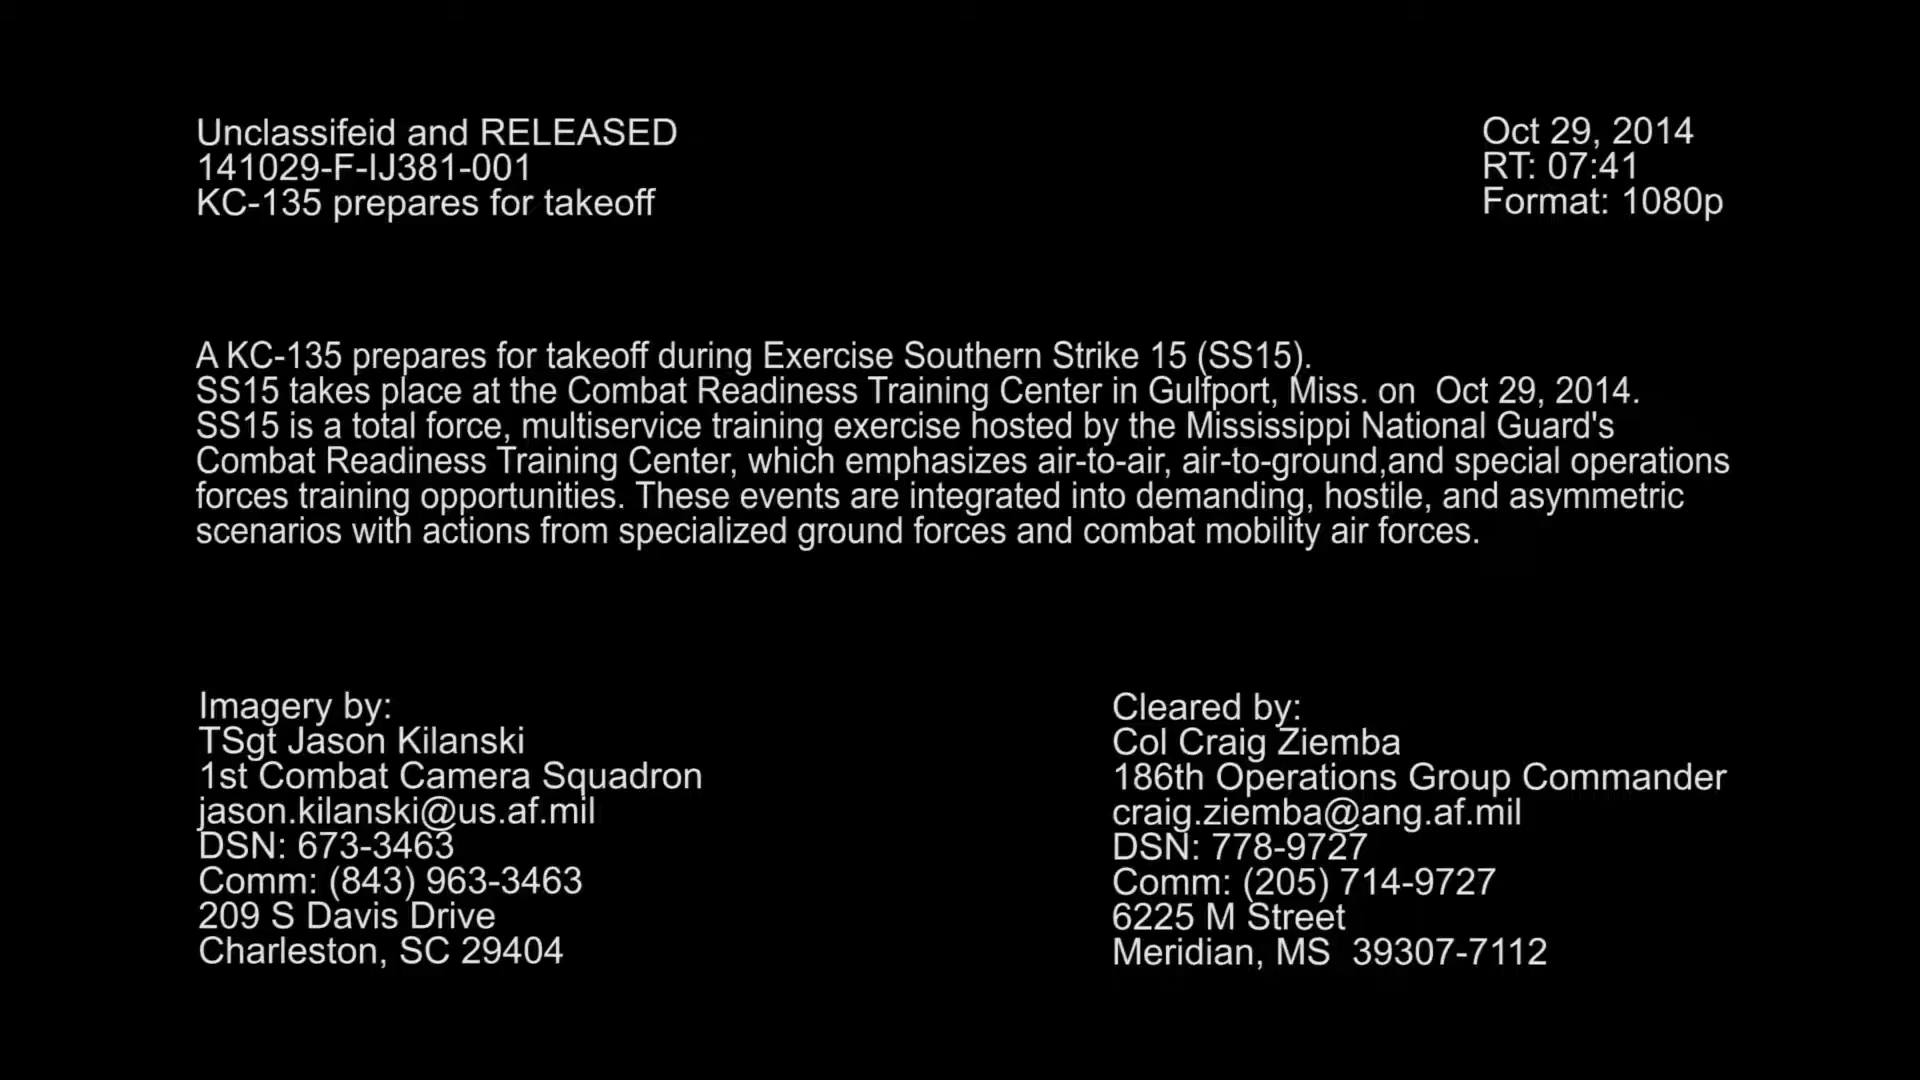 Unclassifeid and RELEASED
141029-F-IJ381-001
KC-135 prepares for takeoff
Oct 29, 2014
RT: 07:41
Format: 1080p
A KC-135 prepares for takeoff during Exercise Southern Strike 15 (SS15).
SS15 takes place at the Combat Readiness Training Center in Gulfport, Miss. on  Oct 29, 2014.
SS15 is a total force, multiservice training exercise hosted by the Mississippi National Guard's
Combat Readiness Training Center, which emphasizes air-to-air, air-to-ground,and special operations
forces training opportunities. These events are integrated into demanding, hostile, and asymmetric
scenarios with actions from specialized ground forces and combat mobility air forces.
Imagery by:
TSgt Jason Kilanski
1st Combat Camera Squadron
jason.kilanski@us.af.mil
DSN: 673-3463
Comm: (843) 963-3463
209 S Davis Drive
Charleston, SC 29404
Cleared by:
Col Craig Ziemba
186th Operations Group Commander
craig.ziemba@ang.af.mil
DSN: 778-9727
Comm: (205) 714-9727
6225 M Street
Meridian, MS  39307-7112